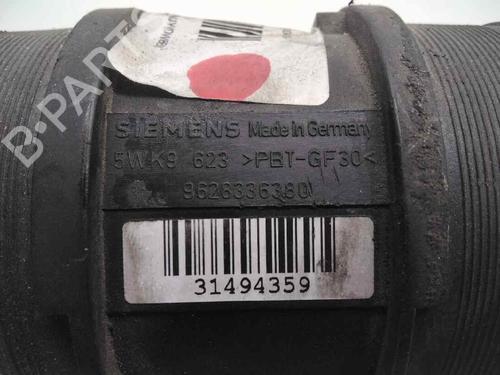 SIEMENS Made in Germany
5WK9 623 >PBT-GF30<
9626336380
31494359
B-PARTS